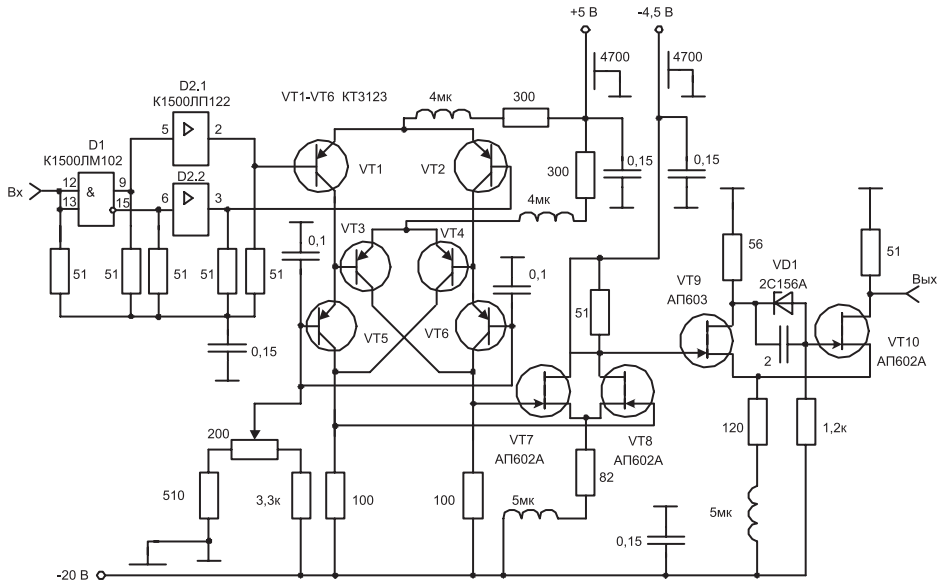 +5 В
-4,5 В
4700
4700
D2.1
К1500ЛП122
VT1-VT6 КТ3123
4мк
300
D1
К1500ЛМ102
5
2
Вх
12
13
&
9
15
D2.2
6
3
VT1
VT2
300
0,15
0,15
4мк
VT3
VT4
0,1
0,1
51
51
51
51
51
56
51
VD1
2С156А
VT9
АП603
Вых
VT5
VT6
51
2
VT10
АП602А
0,15
200
VT7
АП602А
VT8
АП602А
120
1,2к
510
3,3к
100
100
82
5мк
5мк
0,15
-20 В